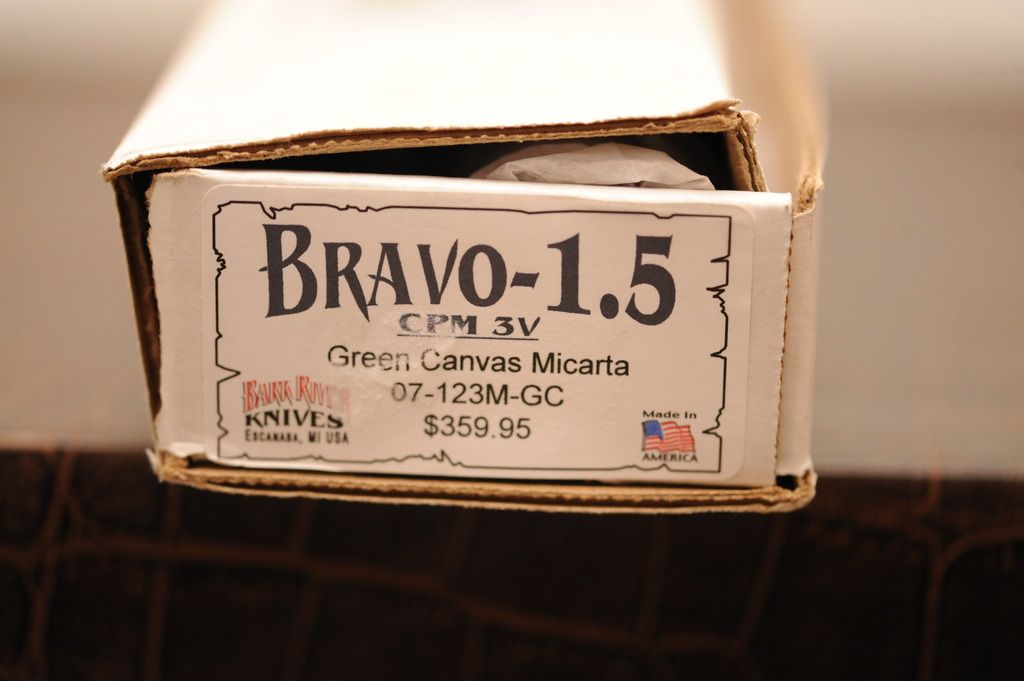 BRAVO-1.5
CPM 3V
Green Canvas Micarta
07-123M-GC
$359.95
BARK RIVER
KNIVES
ESCANABA, MI USA
Made In
AMERICA